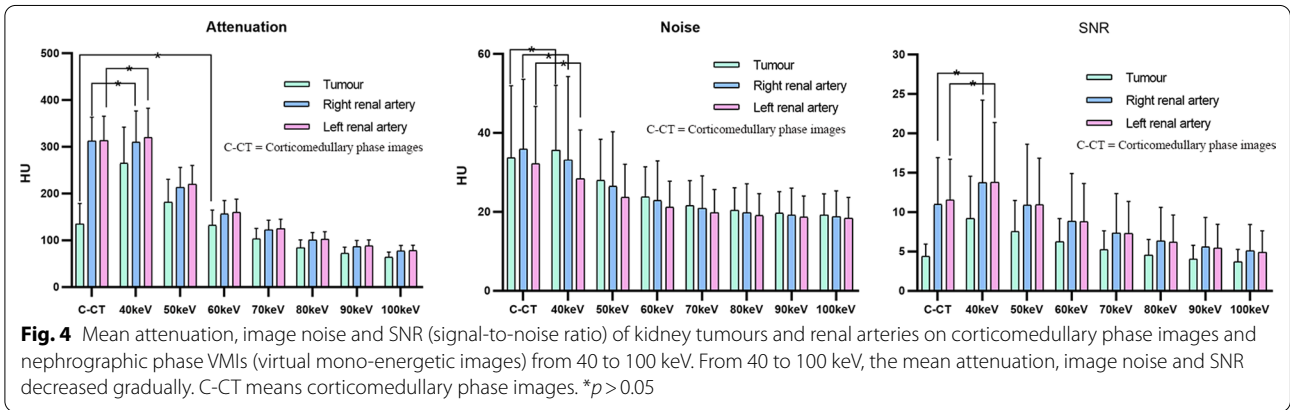 Attenuation
500
400
300
200
100
0
HU
*
*
*
Tumour
Right renal artery
Left renal artery
C-CT = Corticomedullary phase images
C-CT 40keV 50keV 60keV 70keV 80keV 90keV 100keV
Noise
60
40
20
0
HU
*
*
*
Tumour
Right renal artery
Left renal artery
C-CT = Corticomedullary phase images
C-CT 40keV 50keV 60keV 70keV 80keV 90keV 100keV
SNR
30
25
20
15
10
5
0
*
*
Tumour
Right renal artery
Left renal artery
C-CT = Corticomedullary phase images
C-CT 40keV 50keV 60keV 70keV 80keV 90keV 100keV
Fig. 4 Mean attenuation, image noise and SNR (signal-to-noise ratio) of kidney tumours and renal arteries on corticomedullary phase images and
nephrographic phase VMIs (virtual mono-energetic images) from 40 to 100 keV. From 40 to 100 keV, the mean attenuation, image noise and SNR
decreased gradually. C-CT means corticomedullary phase images. *p > 0.05